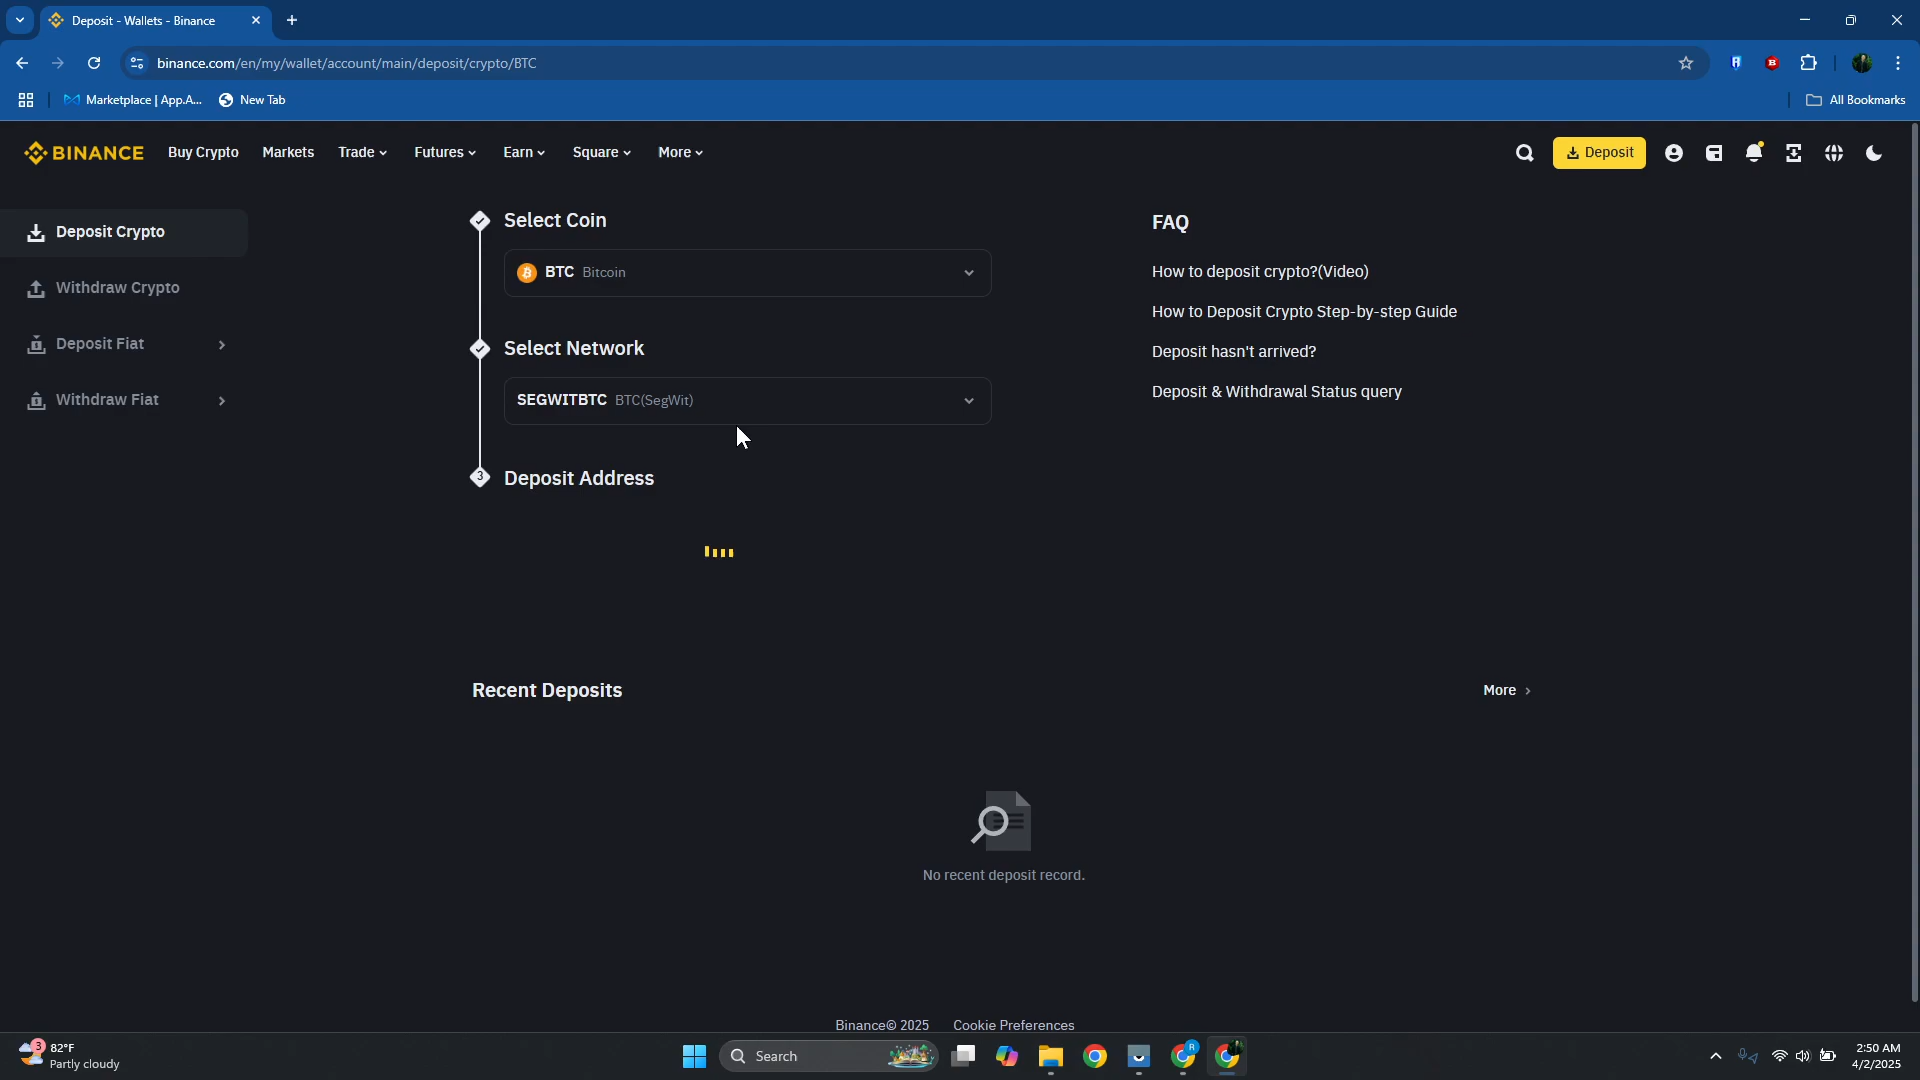 Deposit - Wallets - Binance
binance.com/en/my/wallet/account/main/deposit/crypto/BTC
Marketplace | App.A...
New Tab
All Bookmarks
BINANCE
Buy Crypto
Markets
Trade
Futures
Earn
Square
More
Deposit
Deposit Crypto
Withdraw Crypto
Deposit Fiat
Withdraw Fiat
Select Coin
BTC Bitcoin
Select Network
SEGWITBTC BTC(SegWit)
3
Deposit Address
FAQ
How to deposit crypto?(Video)
How to Deposit Crypto Step-by-step Guide
Deposit hasn't arrived?
Deposit & Withdrawal Status query
Recent Deposits
More
No recent deposit record.
Binance© 2025
Cookie Preferences
3
82°F
Partly cloudy
Search
R
2:50 AM
4/2/2025